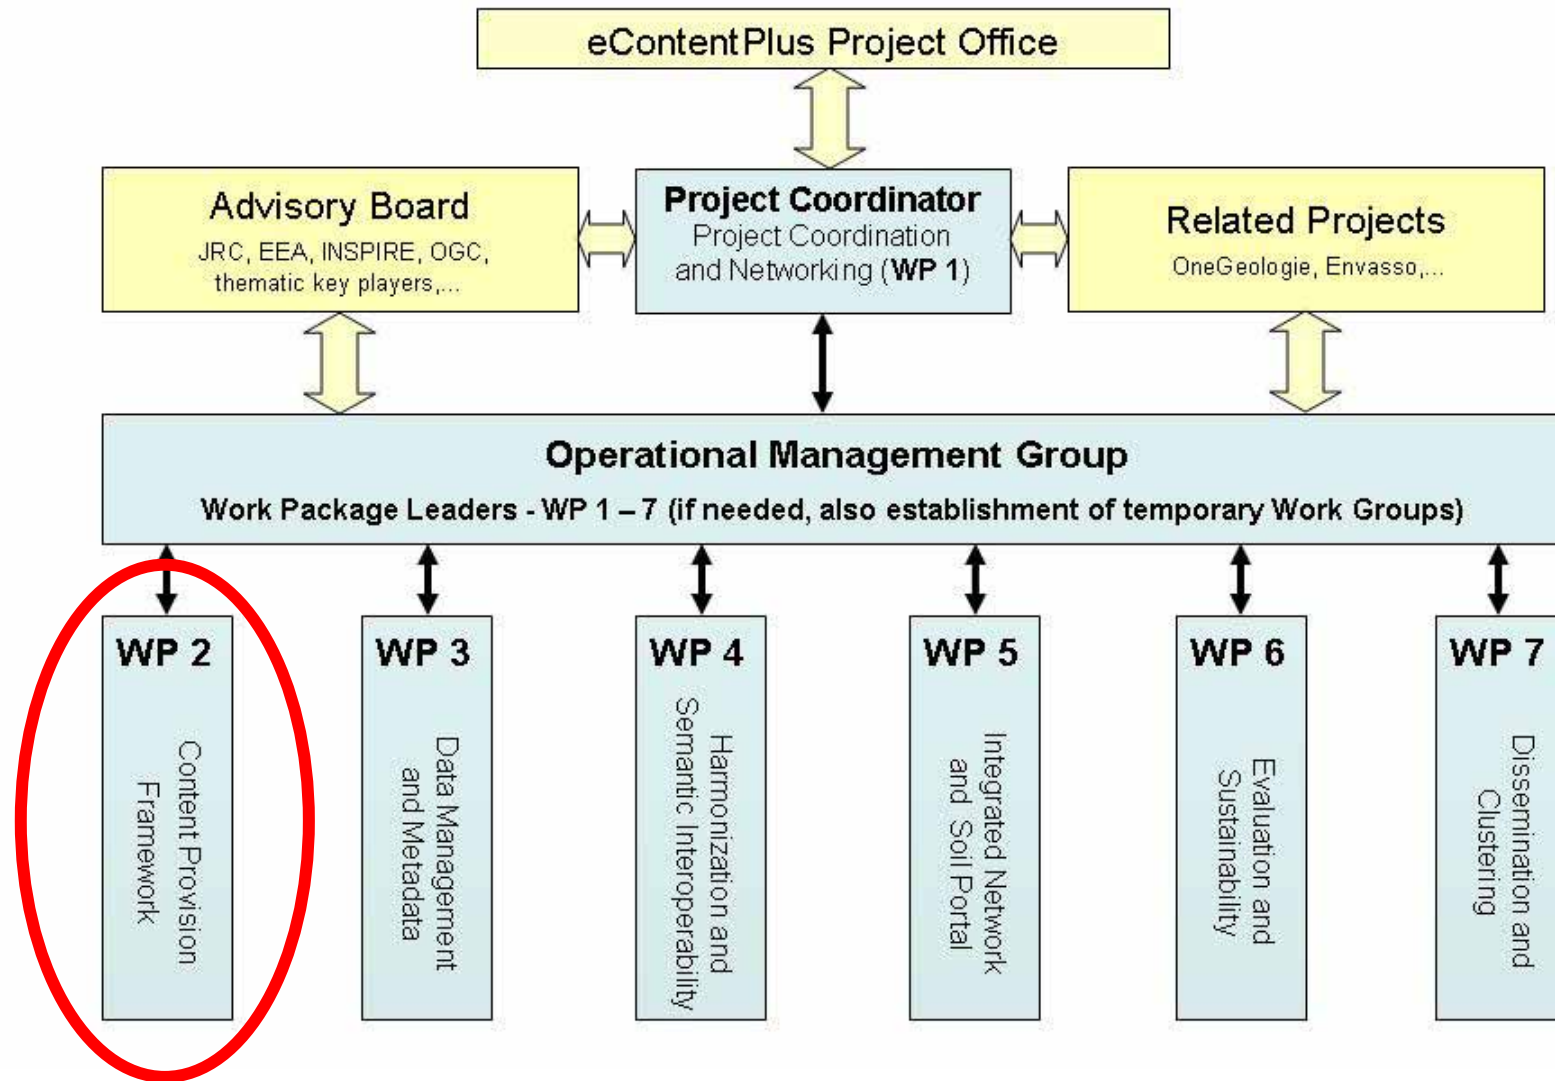 eContentPlus Project Office
Advisory Board
JRC, EEA, INSPIRE, OGC,
thematic key players,...
Project Coordinator
Project Coordination
and Networking (WP 1)
Related Projects
OneGeologie, Envasso,...
Operational Management Group
Work Package Leaders - WP 1 – 7 (if needed, also establishment of temporary Work Groups)
WP 2
Content Provision
Framework
WP 3
Data Management
and Metadata
WP 4
Harmonization and
Semantic Interoperability
WP 5
Integrated Network
and Soil Portal
WP 6
Evaluation and
Sustainability
WP 7
Dissemination and
Clustering